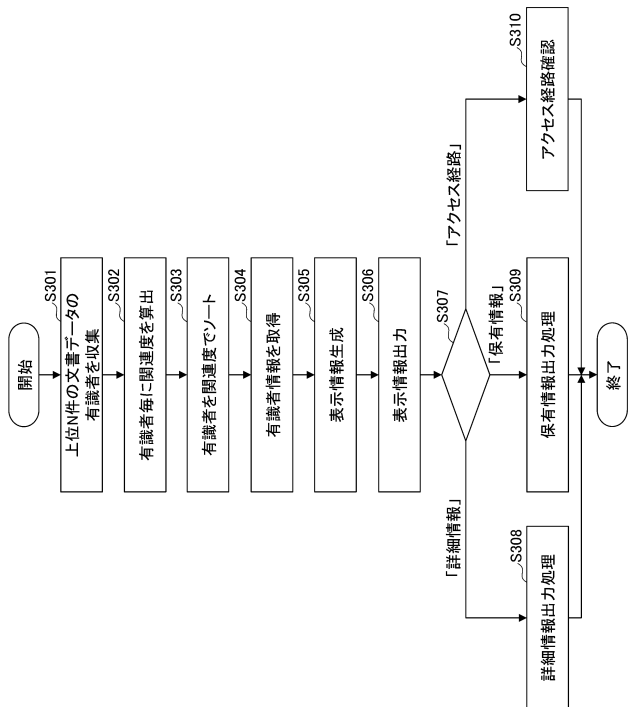 開始
S301
上位N件の文書データの
有識者を収集
S302
有識者毎に関連度を算出
S303
有識者を関連度でソート
S304
有識者情報を取得
S305
表示情報生成
S306
表示情報出力
S307
「詳細情報」
「保有情報」
「アクセス経路」
S308
詳細情報出力処理
S309
保有情報出力処理
S310
アクセス経路確認
終了